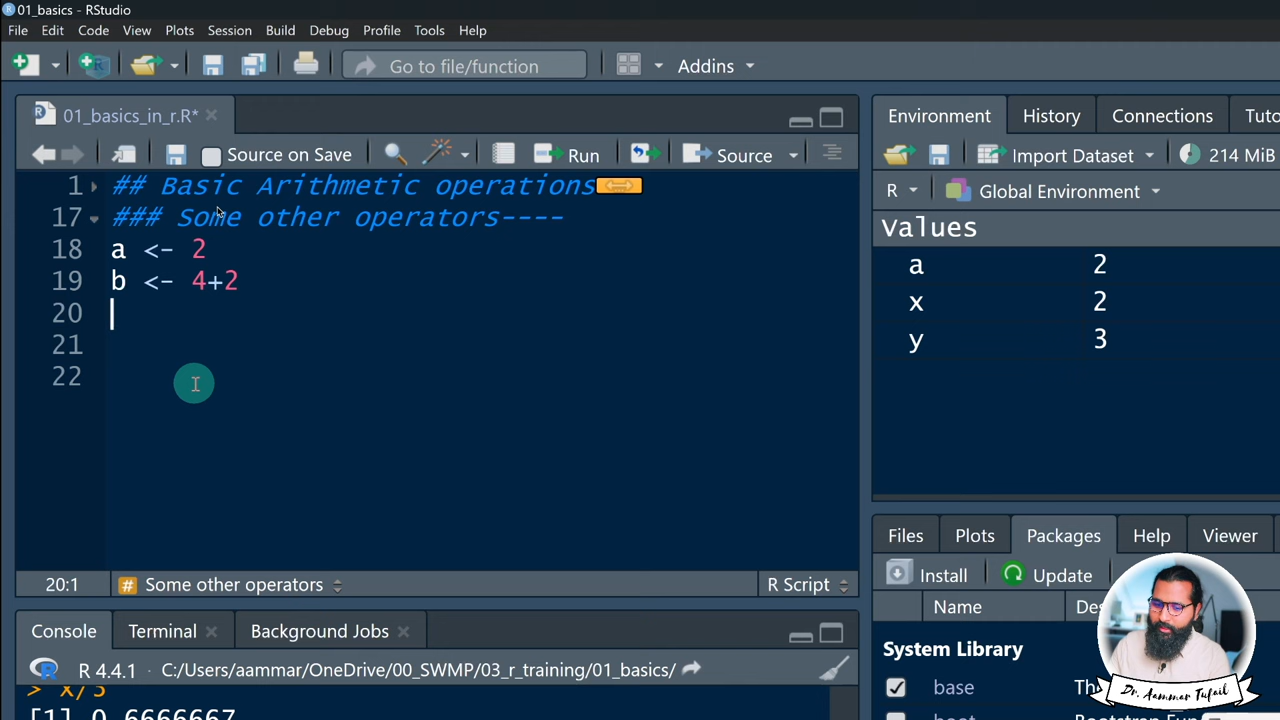 01_basics - RStudio
File Edit Code View Plots Session Build Debug Profile Tools Help
Go to file/function Addins
01_basics_in_r.R*
Source on Save Run Source
1 ## Basic Arithmetic operations
17 ### Some other operators----
18 a <- 2
19 b <- 4+2
20
21
22
20:1 # Some other operators R Script
Console Terminal Background Jobs
R 4.4.1 · C:/Users/aammar/OneDrive/00_SWMP/03_r_training/01_basics/
> x/3
[1] 0.6666667
Environment History Connections Tuto
Import Dataset 214 MiB
R Global Environment
Values
a 2
x 2
y 3
Files Plots Packages Help Viewer
Install Update
Name Des
System Library
base Th
Dr. Aammar Tufail